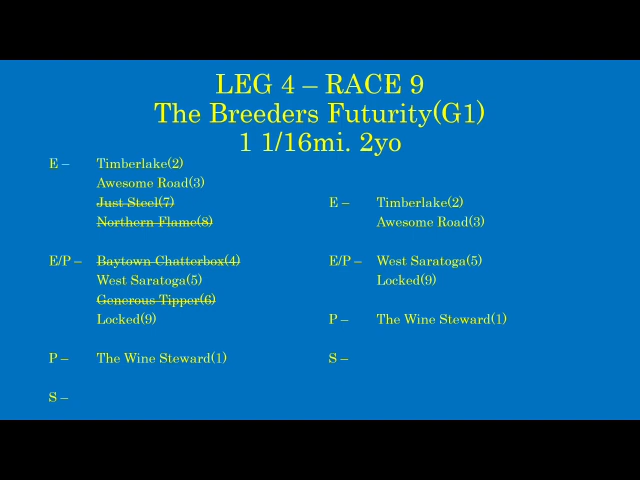 LEG 4 – RACE 9
The Breeders Futurity(G1)
1 1/16mi. 2yo
E – Timberlake(2)
Awesome Road(3)
Just Steel(7)
Northern Flame(8)
E/P – Baytown Chatterbox(4)
West Saratoga(5)
Generous Tipper(6)
Locked(9)
P – The Wine Steward(1)
S –
E – Timberlake(2)
Awesome Road(3)
E/P – West Saratoga(5)
Locked(9)
P – The Wine Steward(1)
S –